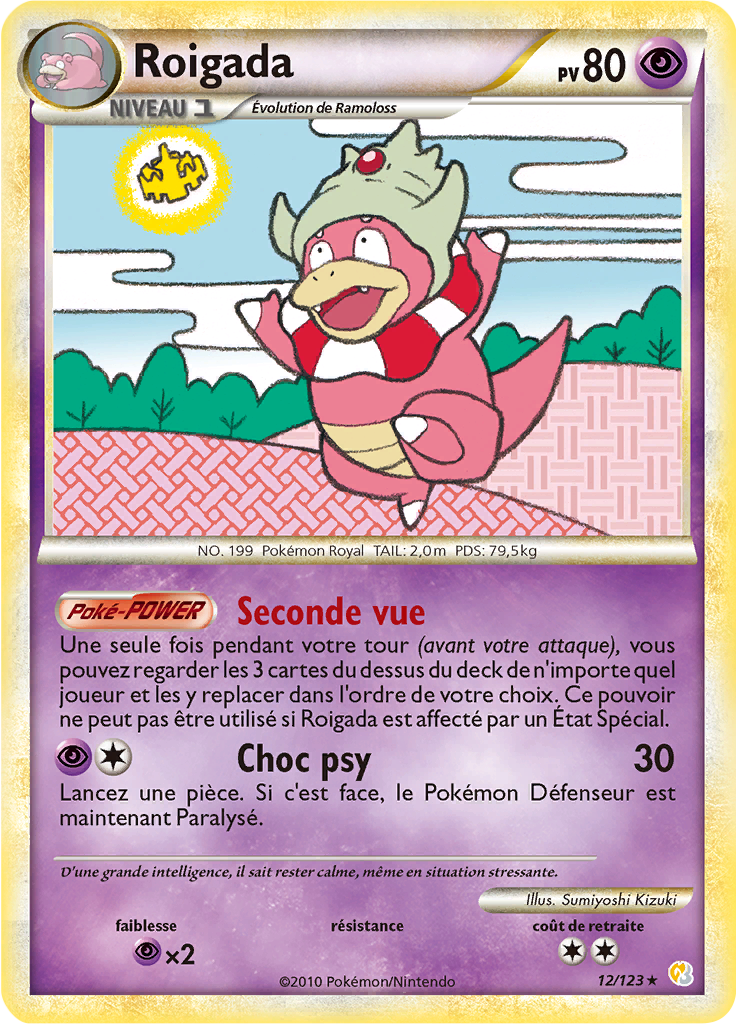 Roigada
PV 80
NIVEAU 1
Évolution de Ramoloss
NO. 199 Pokémon Royal TAIL: 2,0m PDS: 79,5kg
Poké-POWER Seconde vue
Une seule fois pendant votre tour (avant votre attaque), vous
pouvez regarder les 3 cartes du dessus du deck de n'importe quel
joueur et les y replacer dans l'ordre de votre choix. Ce pouvoir
ne peut pas être utilisé si Roigada est affecté par un État Spécial.
Choc psy 30
Lancez une pièce. Si c'est face, le Pokémon Défenseur est
maintenant Paralysé.
D'une grande intelligence, il sait rester calme, même en situation stressante.
Illus. Sumiyoshi Kizuki
faiblesse résistance coût de retraite
×2
©2010 Pokémon/Nintendo
12/123 ★